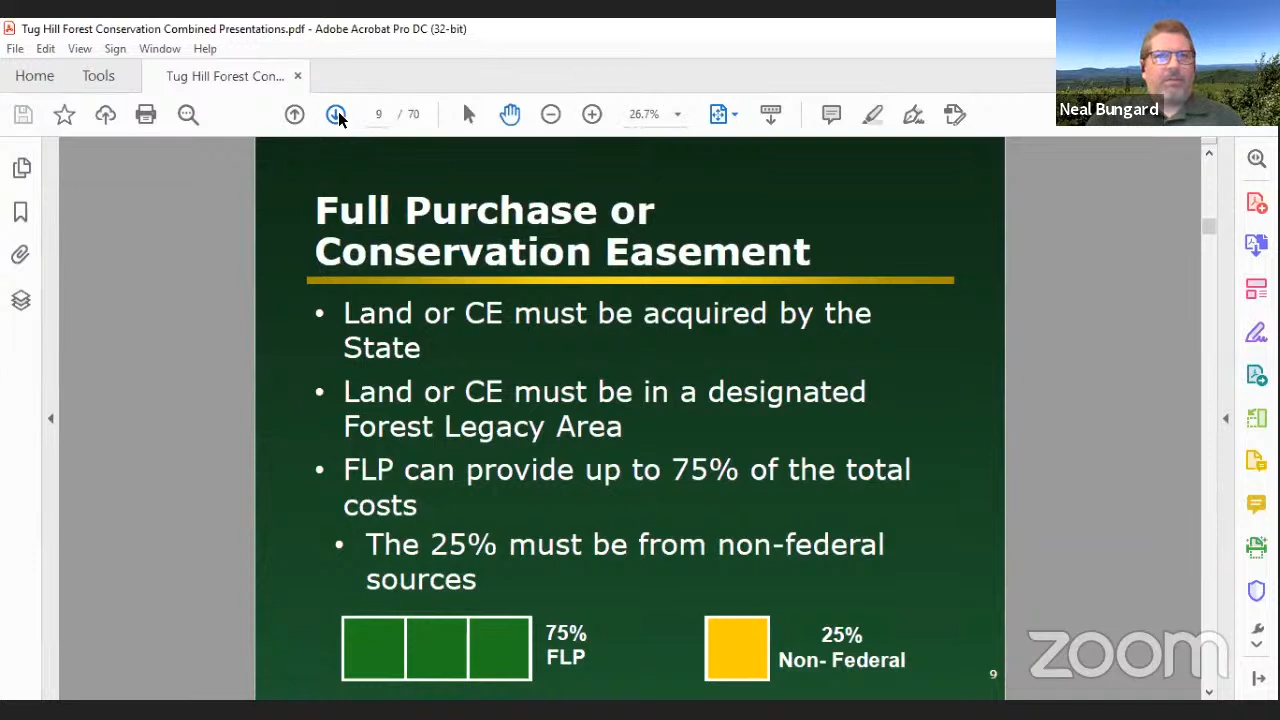 Tug Hill Forest Conservation Combined Presentations.pdf - Adobe Acrobat Pro DC (32-bit)
File Edit View Sign Window Help
Home Tools Tug Hill Forest Con... ×
9 / 70 26.7%
Neal Bungard
Full Purchase or
Conservation Easement
• Land or CE must be acquired by the
State
• Land or CE must be in a designated
Forest Legacy Area
• FLP can provide up to 75% of the total
costs
• The 25% must be from non-federal
sources
75%
FLP
25%
Non- Federal
9
zoom